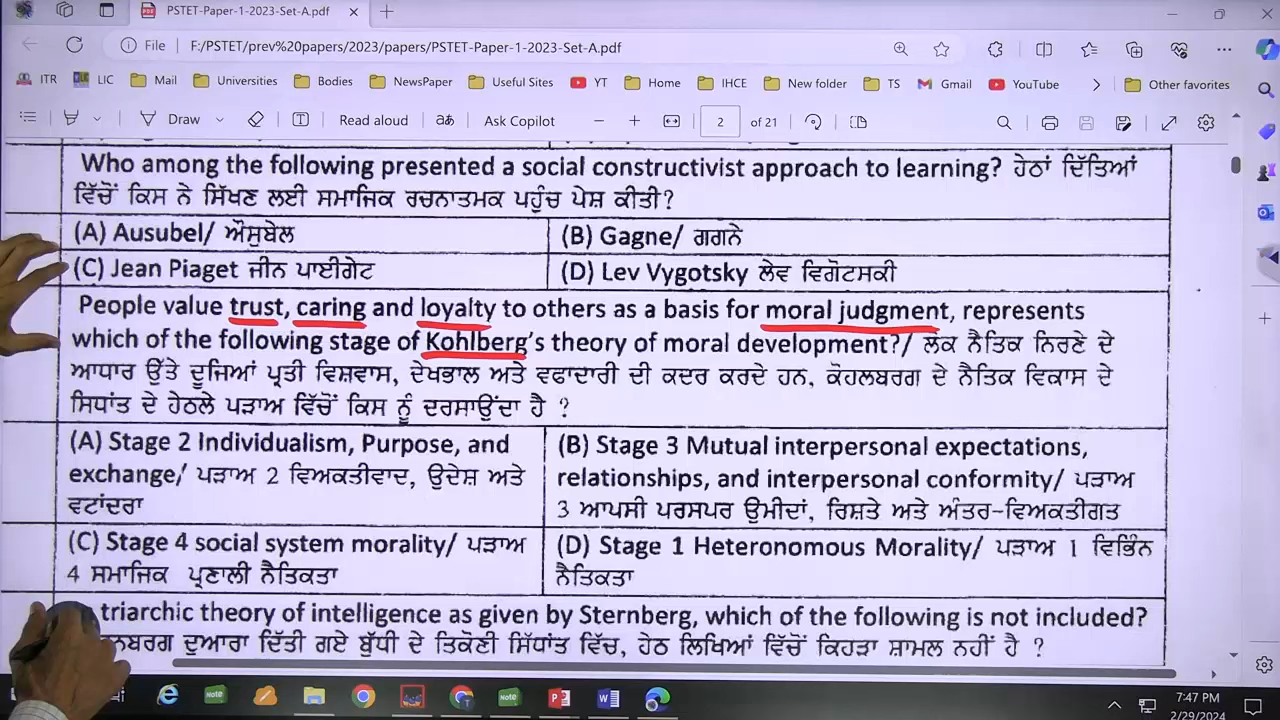 PSTET-Paper-1-2023-Set-A.pdf
File F:/PSTET/prev%20papers/2023/papers/PSTET-Paper-1-2023-Set-A.pdf
ITR LIC Mail Universities Bodies NewsPaper Useful Sites YT Home IHCE New folder TS Gmail YouTube Other favorites
Draw Read aloud Ask Copilot 2 of 21
Who among the following presented a social constructivist approach to learning? ਹੇਠਾਂ ਦਿੱਤਿਆਂ
ਵਿੱਚੋਂ ਕਿਸ ਨੇ ਸਿੱਖਣ ਲਈ ਸਮਾਜਿਕ ਰਚਨਾਤਮਕ ਪਹੁੰਚ ਪੇਸ਼ ਕੀਤੀ?
(A) Ausubel/ ਔਸੁਬੇਲ
(B) Gagne/ ਗਗਨੇ
(C) Jean Piaget ਜੀਨ ਪਾਈਗੇਟ
(D) Lev Vygotsky ਲੇਵ ਵਿਗੋਟਸਕੀ
People value trust, caring and loyalty to others as a basis for moral judgment, represents
which of the following stage of Kohlberg's theory of moral development?/ ਲੋਕ ਨੈਤਿਕ ਨਿਰਣੇ ਦੇ
ਆਧਾਰ ਉੱਤੇ ਦੂਜਿਆਂ ਪ੍ਰਤੀ ਵਿਸ਼ਵਾਸ, ਦੇਖਭਾਲ ਅਤੇ ਵਫਾਦਾਰੀ ਦੀ ਕਦਰ ਕਰਦੇ ਹਨ, ਕੋਹਲਬਰਗ ਦੇ ਨੈਤਿਕ ਵਿਕਾਸ ਦੇ
ਸਿਧਾਂਤ ਦੇ ਹੇਠਲੇ ਪੜਾਅ ਵਿੱਚੋਂ ਕਿਸ ਨੂੰ ਦਰਸਾਉਂਦਾ ਹੈ ?
(A) Stage 2 Individualism, Purpose, and
exchange/ ਪੜਾਅ 2 ਵਿਅਕਤੀਵਾਦ, ਉਦੇਸ਼ ਅਤੇ
ਵਟਾਂਦਰਾ
(B) Stage 3 Mutual interpersonal expectations,
relationships, and interpersonal conformity/ ਪੜਾਅ
3 ਆਪਸੀ ਪਰਸਪਰ ਉਮੀਦਾਂ, ਰਿਸ਼ਤੇ ਅਤੇ ਅੰਤਰ-ਵਿਅਕਤੀਗਤ
(C) Stage 4 social system morality/ ਪੜਾਅ
4 ਸਮਾਜਿਕ ਪ੍ਰਣਾਲੀ ਨੈਤਿਕਤਾ
(D) Stage 1 Heteronomous Morality/ ਪੜਾਅ 1 ਵਿਭਿੰਨ
ਨੈਤਿਕਤਾ
triarchic theory of intelligence as given by Sternberg, which of the following is not included?
ਦੁਆਰਾ ਦਿੱਤੀ ਗਏ ਬੁੱਧੀ ਦੇ ਤਿਕੋਣੀ ਸਿੱਧਾਂਤ ਵਿੱਚ, ਹੇਠ ਲਿਖਿਆਂ ਵਿੱਚੋਂ ਕਿਹੜਾ ਸ਼ਾਮਲ ਨਹੀਂ ਹੈ ?
7:47 PM
2/29/2024